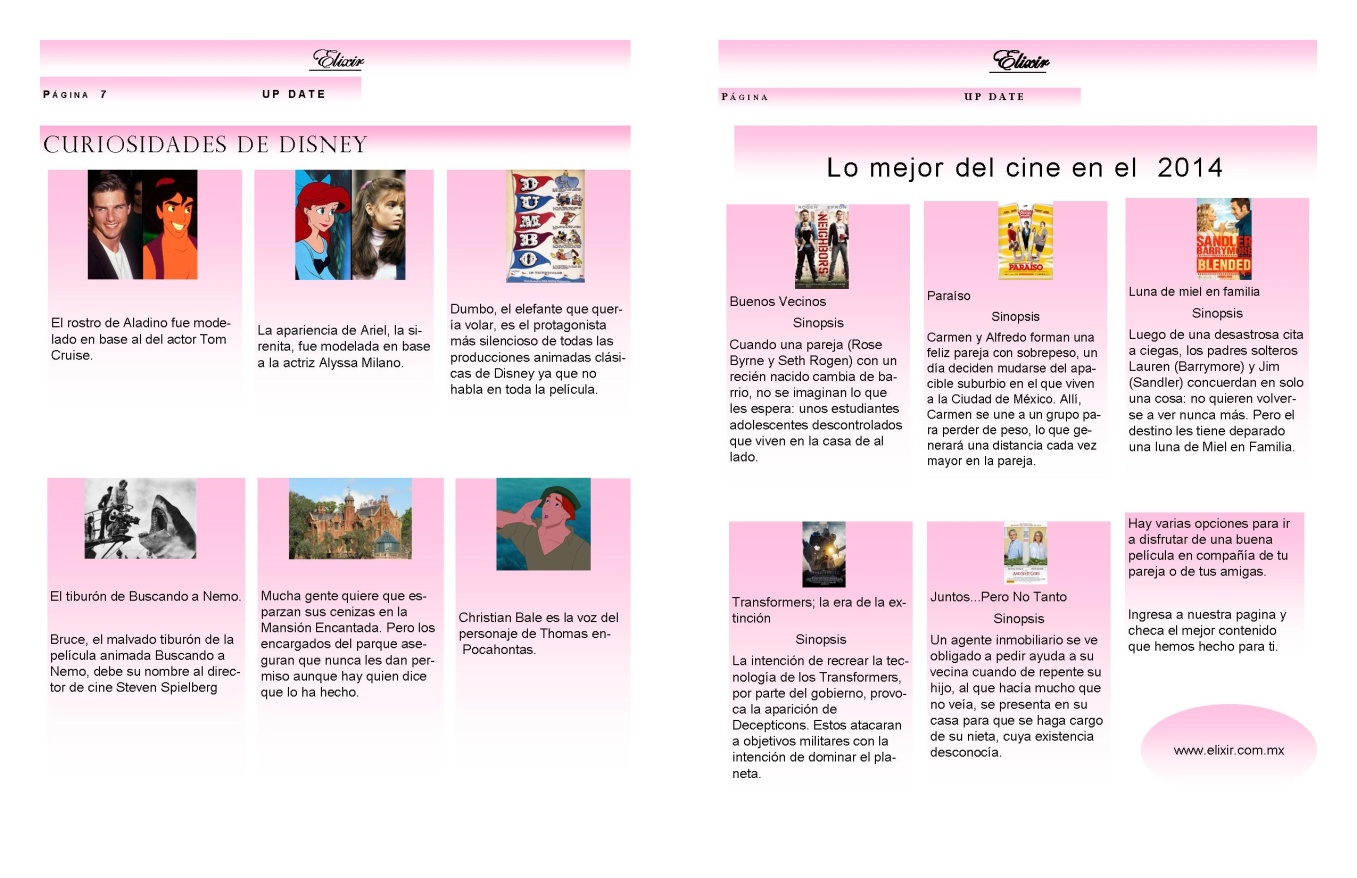 Elixir
PÁGINA 7 UP DATE
CURIOSIDADES DE DISNEY
El rostro de Aladino fue mode-
lado en base al del actor Tom
Cruise.
La apariencia de Ariel, la si-
renita, fue modelada en base
a la actriz Alyssa Milano.
DUMBO
Dumbo, el elefante que quer-
ía volar, es el protagonista
más silencioso de todas las
producciones animadas clási-
cas de Disney ya que no
habla en toda la película.
El tiburón de Buscando a Nemo.
Bruce, el malvado tiburón de la
película animada Buscando a
Nemo, debe su nombre al direc-
tor de cine Steven Spielberg
Mucha gente quiere que es-
parzan sus cenizas en la
Mansión Encantada. Pero los
encargados del parque ase-
guran que nunca les dan per-
miso aunque hay quien dice
que lo ha hecho.
Christian Bale es la voz del
personaje de Thomas en-
Pocahontas.
Elixir
PÁGINA UP DATE
Lo mejor del cine en el 2014
ROGEN EFRON
NEIGHBORS
Buenos Vecinos
Sinopsis
Cuando una pareja (Rose
Byrne y Seth Rogen) con un
recién nacido cambia de ba-
rrio, no se imaginan lo que
les espera: unos estudiantes
adolescentes descontrolados
que viven en la casa de al
lado.
PARAÍSO
Paraíso
Sinopsis
Carmen y Alfredo forman una
feliz pareja con sobrepeso, un
día deciden mudarse del apa-
cible suburbio en el que viven
a la Ciudad de México. Allí,
Carmen se une a un grupo pa-
ra perder de peso, lo que ge-
nerará una distancia cada vez
mayor en la pareja.
SANDLER
BARRYMORE
BLENDED
Luna de miel en familia
Sinopsis
Luego de una desastrosa cita
a ciegas, los padres solteros
Lauren (Barrymore) y Jim
(Sandler) concuerdan en solo
una cosa: no quieren volver-
se a ver nunca más. Pero el
destino les tiene deparado
una luna de Miel en Familia.
Transformers; la era de la ex-
tinción
Sinopsis
La intención de recrear la tec-
nología de los Transformers,
por parte del gobierno, provo-
ca la aparición de
Decepticons. Estos atacaran
a objetivos militares con la
intención de dominar el pla-
neta.
Juntos...Pero No Tanto
Sinopsis
Un agente inmobiliario se ve
obligado a pedir ayuda a su
vecina cuando de repente su
hijo, al que hacía mucho que
no veía, se presenta en su
casa para que se haga cargo
de su nieta, cuya existencia
desconocía.
Hay varias opciones para ir
a disfrutar de una buena
película en compañía de tu
pareja o de tus amigas.
Ingresa a nuestra pagina y
checa el mejor contenido
que hemos hecho para ti.
www.elixir.com.mx